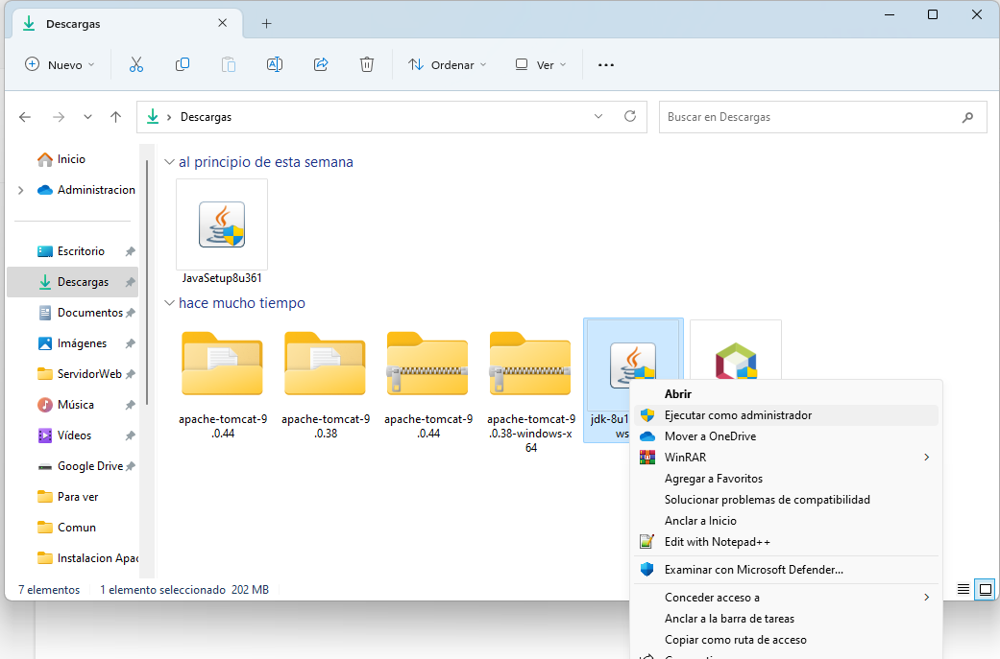 Descargas
Nuevo
Ordenar
Ver
Descargas
Buscar en Descargas
Inicio
Administracion
Escritorio
Descargas
Documentos
Imágenes
ServidorWeb
Música
Vídeos
Google Drive
Para ver
Comun
Instalacion Apac
al principio de esta semana
JavaSetup8u361
hace mucho tiempo
apache-tomcat-9
.0.44
apache-tomcat-9
.0.38
apache-tomcat-9
.0.44
apache-tomcat-9
.0.38-windows-x
64
jdk-8u1
ws
Abrir
Ejecutar como administrador
Mover a OneDrive
WinRAR
Agregar a Favoritos
Solucionar problemas de compatibilidad
Anclar a Inicio
Edit with Notepad++
Examinar con Microsoft Defender...
Conceder acceso a
Anclar a la barra de tareas
Copiar como ruta de acceso
7 elementos
1 elemento seleccionado 202 MB